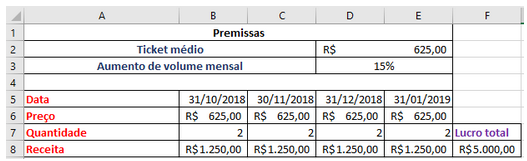 A B C D E F
1 Premissas
2 Ticket médio R$ 625,00
3 Aumento de volume mensal 15%
4
5 Data 31/10/2018 30/11/2018 31/12/2018 31/01/2019
6 Preço R$ 625,00 R$ 625,00 R$ 625,00 R$ 625,00
7 Quantidade 2 2 2 2 Lucro total
8 Receita R$1.250,00 R$1.250,00 R$1.250,00 R$1.250,00 R$5.000,00